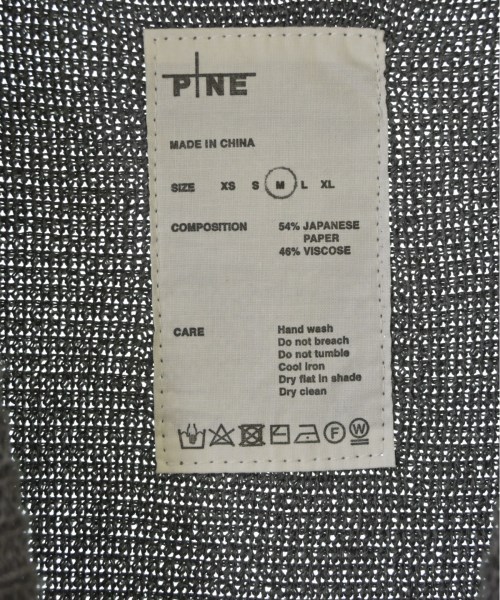 PINE
MADE IN CHINA
SIZE XS S M L XL
COMPOSITION 54% JAPANESE
PAPER
46% VISCOSE
CARE Hand wash
Do not breach
Do not tumble
Cool iron
Dry flat in shade
Dry clean
F W